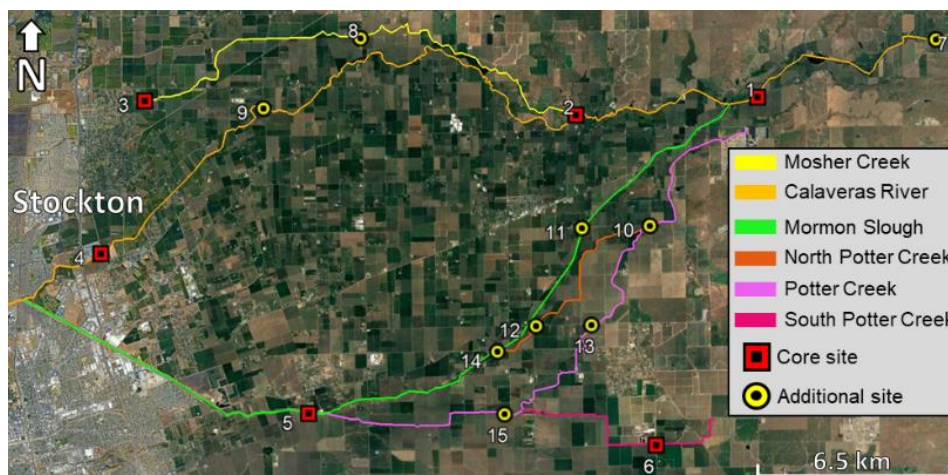 N
8
7
3
9
2
1
Stockton
4
11
10
12
13
14
5
15
6
Mosher Creek
Calaveras River
Mormon Slough
North Potter Creek
Potter Creek
South Potter Creek
Core site
Additional site
6.5 km